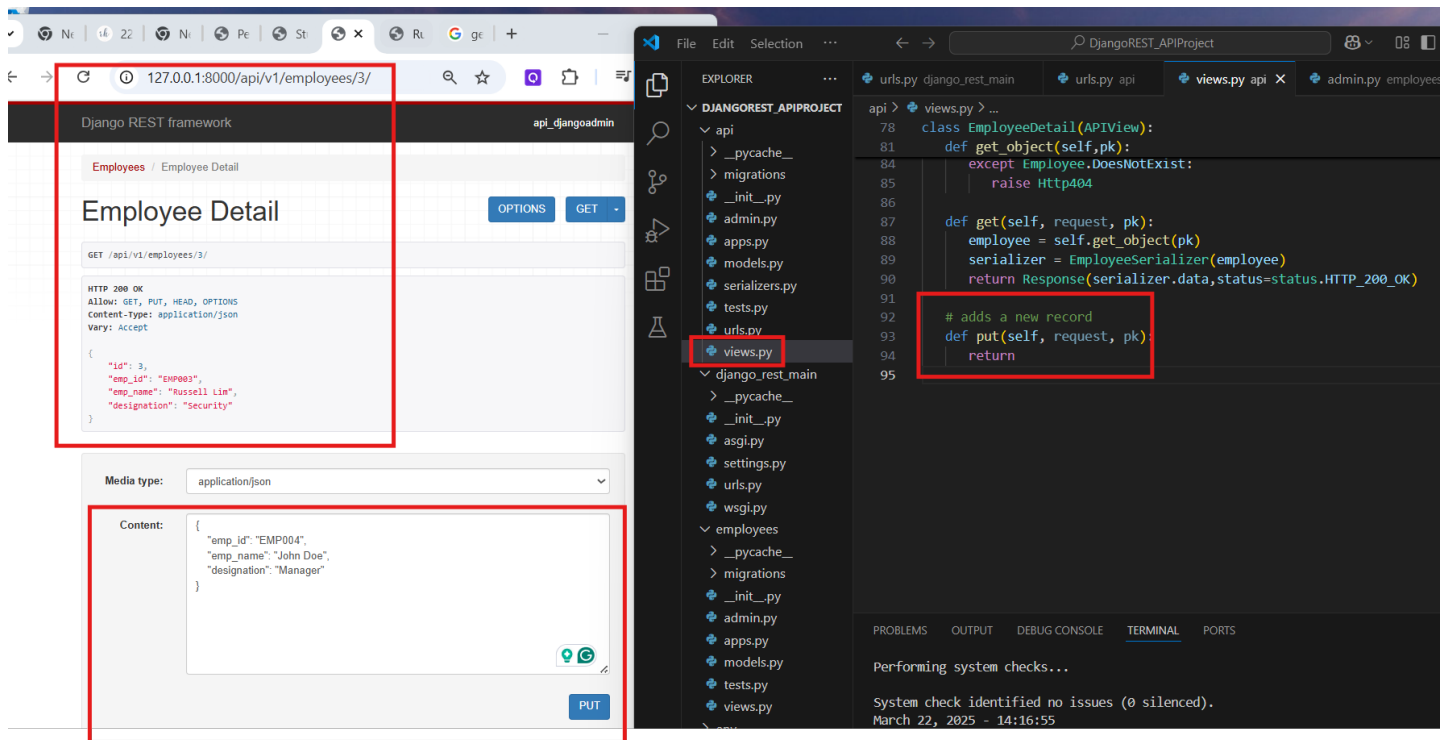 Ne
22
Ne
Pe
St
Ru
ge
127.0.0.1:8000/api/v1/employees/3/
Django REST framework
api_djangoadmin
Employees / Employee Detail
Employee Detail
OPTIONS
GET
GET /api/v1/employees/3/
HTTP 200 OK
Allow: GET, PUT, HEAD, OPTIONS
Content-Type: application/json
Vary: Accept
{
"id": 3,
"emp_id": "EMP003",
"emp_name": "Russell Lim",
"designation": "Security"
}
Media type:
application/json
Content:
{
"emp_id": "EMP004",
"emp_name": "John Doe",
"designation": "Manager"
}
PUT
File Edit Selection ···
DjangoREST_APIProject
EXPLORER ···
DJANGOREST_APIPROJECT
api
__pycache__
migrations
__init__.py
admin.py
apps.py
models.py
serializers.py
tests.py
urls.py
views.py
django_rest_main
__pycache__
__init__.py
asgi.py
settings.py
urls.py
wsgi.py
employees
__pycache__
migrations
__init__.py
admin.py
apps.py
models.py
tests.py
views.py
urls.py django_rest_main
urls.py api
views.py api
admin.py employees
api > views.py > ...
78 class EmployeeDetail(APIView):
81 def get_object(self,pk):
84 except Employee.DoesNotExist:
85 raise Http404
86
87 def get(self, request, pk):
88 employee = self.get_object(pk)
89 serializer = EmployeeSerializer(employee)
90 return Response(serializer.data,status=status.HTTP_200_OK)
91
92 # adds a new record
93 def put(self, request, pk):
94 return
95
PROBLEMS OUTPUT DEBUG CONSOLE TERMINAL PORTS
Performing system checks...
System check identified no issues (0 silenced).
March 22, 2025 - 14:16:55